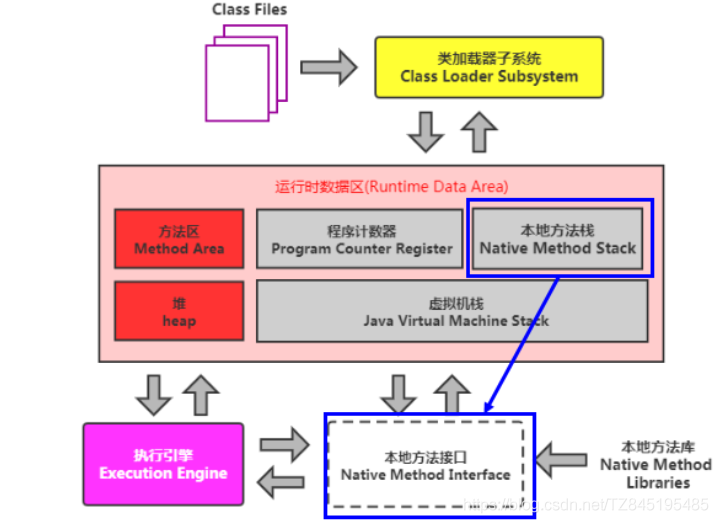 Class Files
类加载器子系统
Class Loader Subsystem
运行时数据区(Runtime Data Area)
方法区
Method Area
程序计数器
Program Counter Register
本地方法栈
Native Method Stack
堆
heap
虚拟机栈
Java Virtual Machine Stack
执行引擎
Execution Engine
本地方法接口
Native Method Interface
本地方法库
Native Method
Libraries
https://blog.csdn.net/TZ845195485